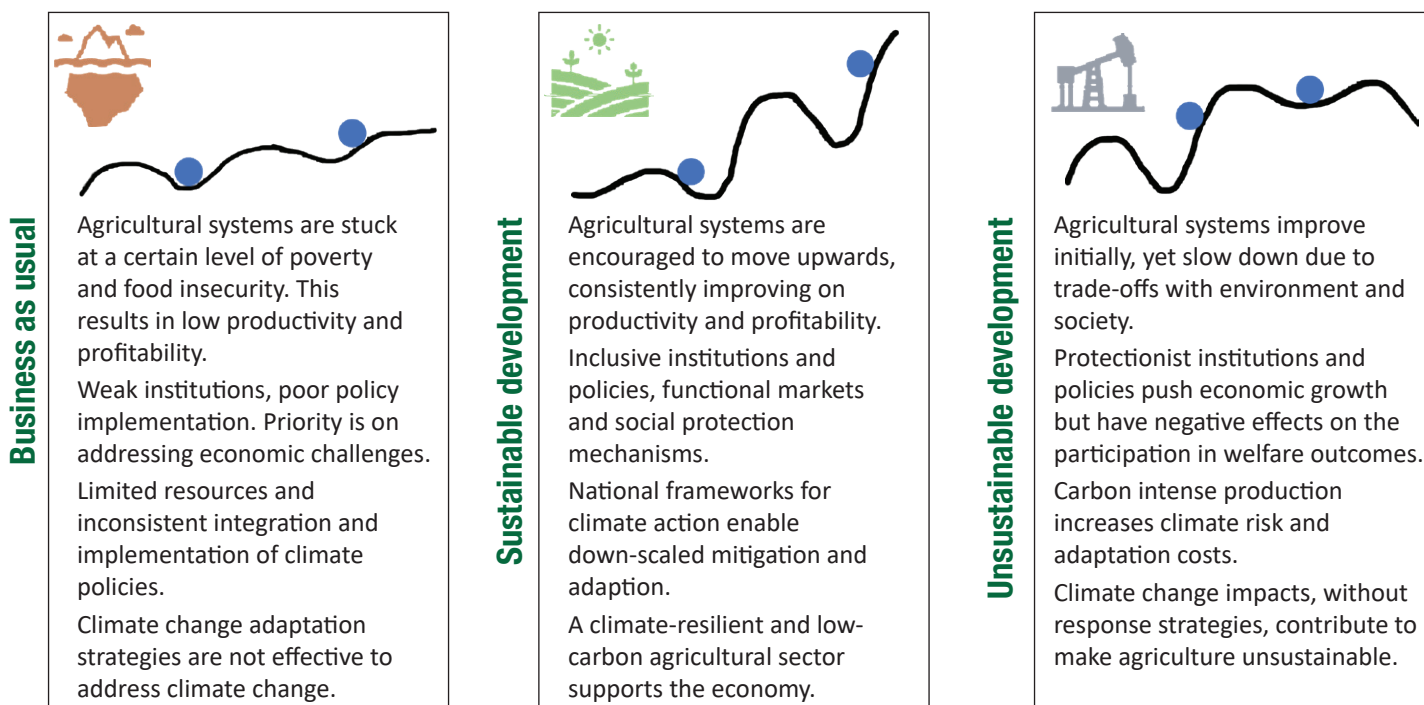 Business as usual
Agricultural systems are stuck
at a certain level of poverty
and food insecurity. This
results in low productivity and
profitability.
Weak institutions, poor policy
implementation. Priority is on
addressing economic challenges.
Limited resources and
inconsistent integration and
implementation of climate
policies.
Climate change adaptation
strategies are not effective to
address climate change.
Sustainable development
Agricultural systems are
encouraged to move upwards,
consistently improving on
productivity and profitability.
Inclusive institutions and
policies, functional markets
and social protection
mechanisms.
National frameworks for
climate action enable
down-scaled mitigation and
adaption.
A climate-resilient and low-
carbon agricultural sector
supports the economy.
Unsustainable development
Agricultural systems improve
initially, yet slow down due to
trade-offs with environment and
society.
Protectionist institutions and
policies push economic growth
but have negative effects on the
participation in welfare outcomes.
Carbon intense production
increases climate risk and
adaptation costs.
Climate change impacts, without
response strategies, contribute to
make agriculture unsustainable.